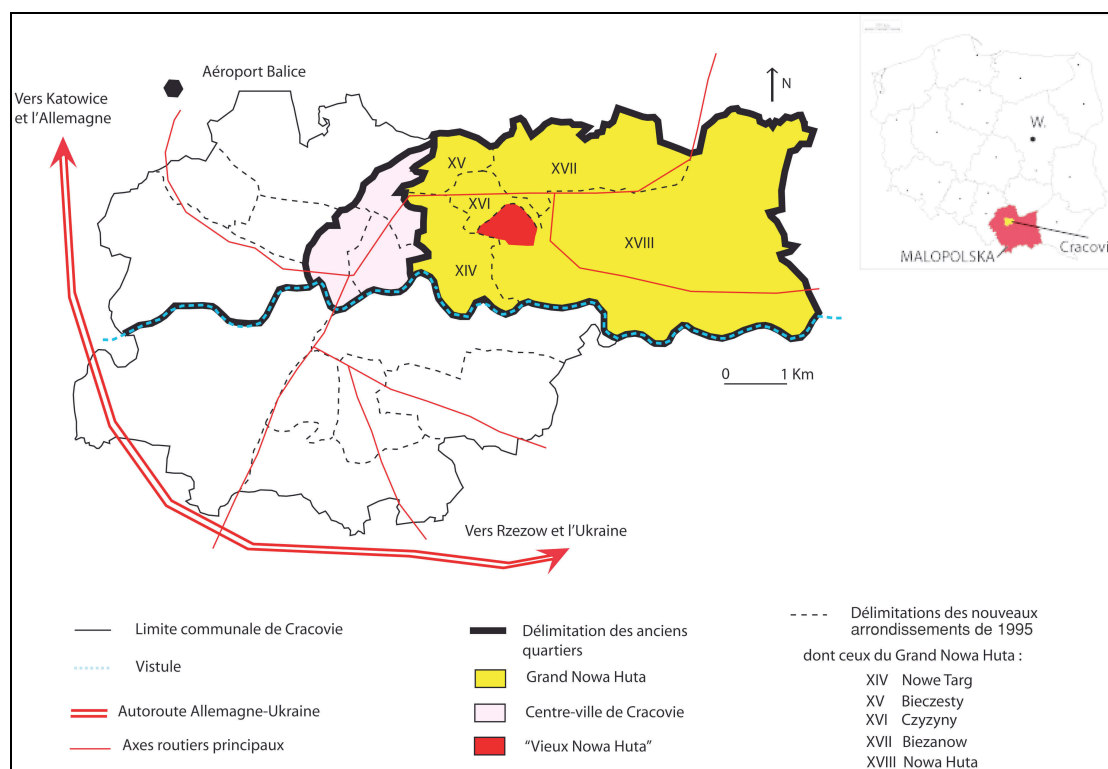 Aéroport Balice
Vers Katowice
et l'Allemagne
N
W.
XV
XVII
XVI
XVIII
XIV
MALOPOLSKA
Cracovi
0 1 Km
Vers Rzezow et l'Ukraine
Limite communale de Cracovie
Vistule
Autoroute Allemagne-Ukraine
Axes routiers principaux
Délimitation des anciens
quartiers
Grand Nowa Huta
Centre-ville de Cracovie
"Vieux Nowa Huta"
Délimitations des nouveaux
arrondissements de 1995
dont ceux du Grand Nowa Huta :
XIV Nowe Targ
XV Bieczesty
XVI Czyzyny
XVII Biezanow
XVIII Nowa Huta